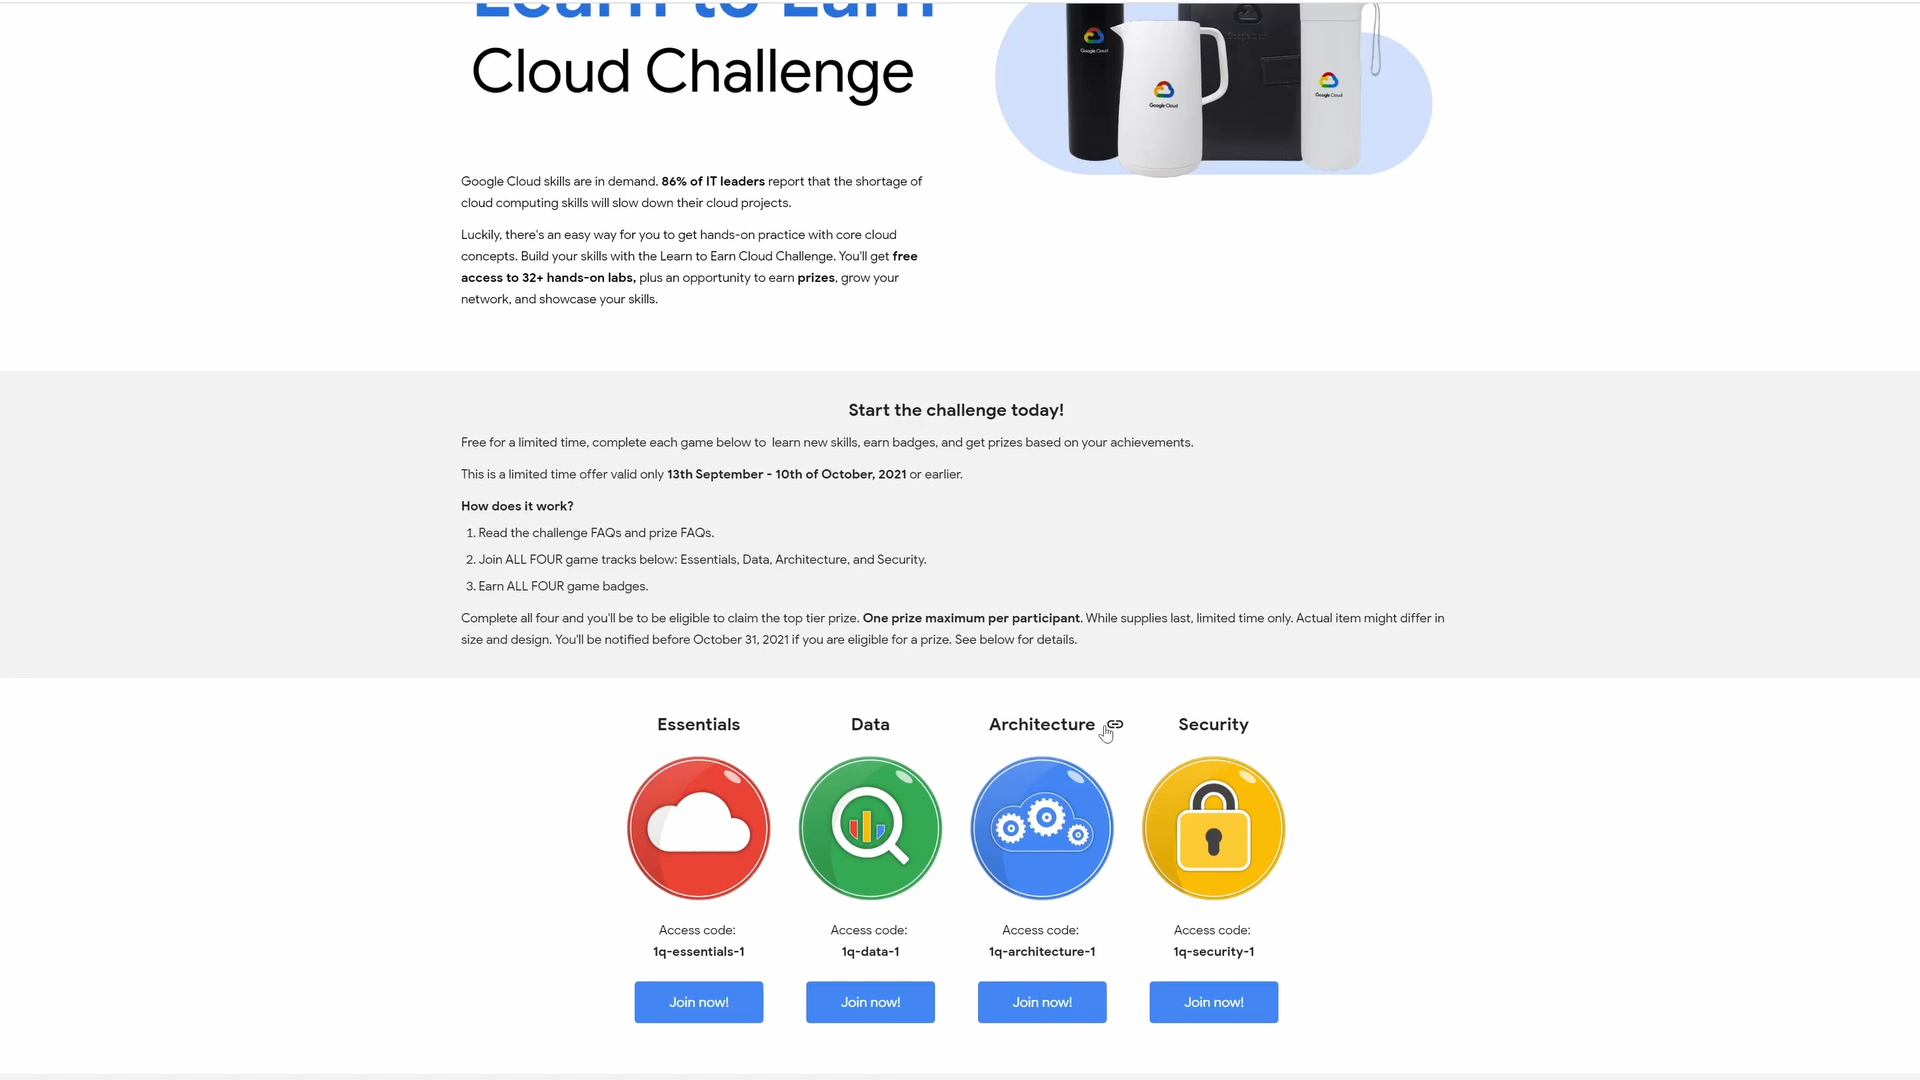 Learn to Earn
Cloud Challenge
Google Cloud
Google Cloud
Google Cloud
Google Cloud skills are in demand. 86% of IT leaders report that the shortage of
cloud computing skills will slow down their cloud projects.
Luckily, there's an easy way for you to get hands-on practice with core cloud
concepts. Build your skills with the Learn to Earn Cloud Challenge. You'll get free
access to 32+ hands-on labs, plus an opportunity to earn prizes, grow your
network, and showcase your skills.
Start the challenge today!
Free for a limited time, complete each game below to  learn new skills, earn badges, and get prizes based on your achievements.
This is a limited time offer valid only 13th September - 10th of October, 2021 or earlier.
How does it work?
1. Read the challenge FAQs and prize FAQs.
2. Join ALL FOUR game tracks below: Essentials, Data, Architecture, and Security.
3. Earn ALL FOUR game badges.
Complete all four and you'll be to be eligible to claim the top tier prize. One prize maximum per participant. While supplies last, limited time only. Actual item might differ in
size and design. You'll be notified before October 31, 2021 if you are eligible for a prize. See below for details.
Essentials Data Architecture Security
Access code: Access code: Access code: Access code:
1q-essentials-1 1q-data-1 1q-architecture-1 1q-security-1
Join now! Join now! Join now! Join now!